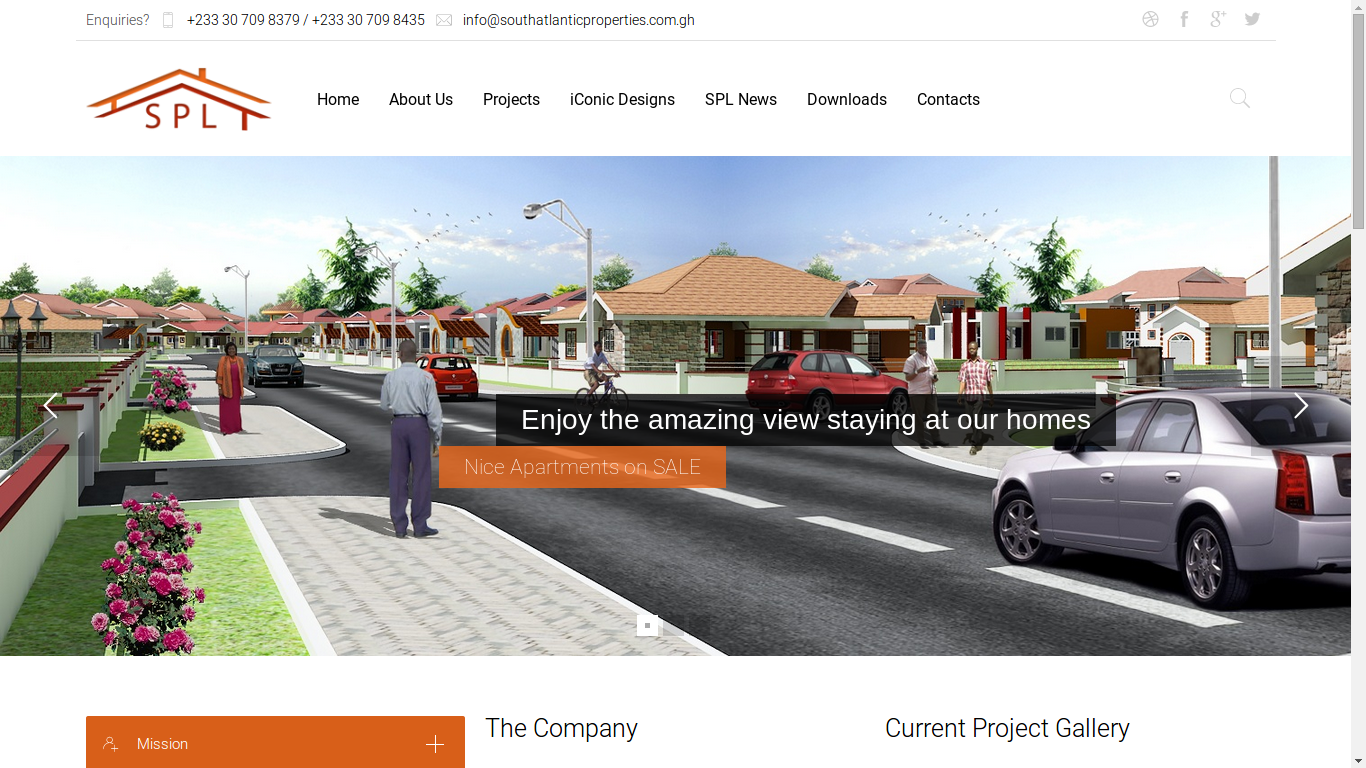 Enquiries? +233 30 709 8379 / +233 30 709 8435 info@southatlanticproperties.com.gh
SPL
Home About Us Projects iConic Designs SPL News Downloads Contacts
Enjoy the amazing view staying at our homes
Nice Apartments on SALE
Mission
The Company
Current Project Gallery